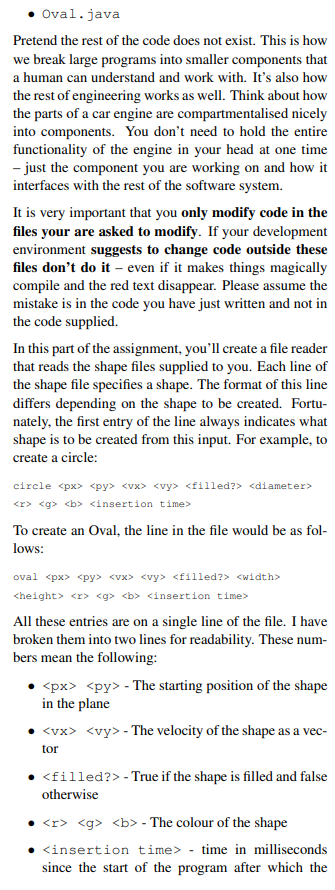 • Oval.java
Pretend the rest of the code does not exist. This is how
we break large programs into smaller components that
a human can understand and work with. It's also how
the rest of engineering works as well. Think about how
the parts of a car engine are compartmentalised nicely
into components. You don't need to hold the entire
functionality of the engine in your head at one time
– just the component you are working on and how it
interfaces with the rest of the software system.
It is very important that you only modify code in the
files your are asked to modify. If your development
environment suggests to change code outside these
files don't do it – even if it makes things magically
compile and the red text disappear. Please assume the
mistake is in the code you have just written and not in
the code supplied.
In this part of the assignment, you'll create a file reader
that reads the shape files supplied to you. Each line of
the shape file specifies a shape. The format of this line
differs depending on the shape to be created. Fortu-
nately, the first entry of the line always indicates what
shape is to be created from this input. For example, to
create a circle:
circle <px> <py> <vx> <vy> <filled?> <diameter>
<r> <g> <b> <insertion time>
To create an Oval, the line in the file would be as fol-
lows:
oval <px> <py> <vx> <vy> <filled?> <width>
<height> <r> <g> <b> <insertion time>
All these entries are on a single line of the file. I have
broken them into two lines for readability. These num-
bers mean the following:
• <px> <py> - The starting position of the shape
in the plane
• <vx> <vy> - The velocity of the shape as a vec-
tor
• <filled?> - True if the shape is filled and false
otherwise
• <r> <g> <b> - The colour of the shape
• <insertion time> - time in milliseconds
since the start of the program after which the